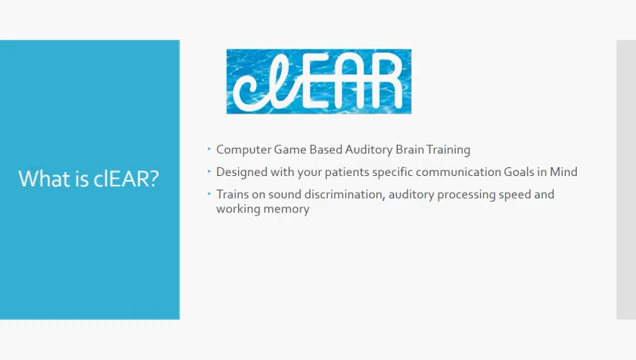 clEAR
What is clEAR?
• Computer Game Based Auditory Brain Training
• Designed with your patients specific communication Goals in Mind
• Trains on sound discrimination, auditory processing speed and
working memory